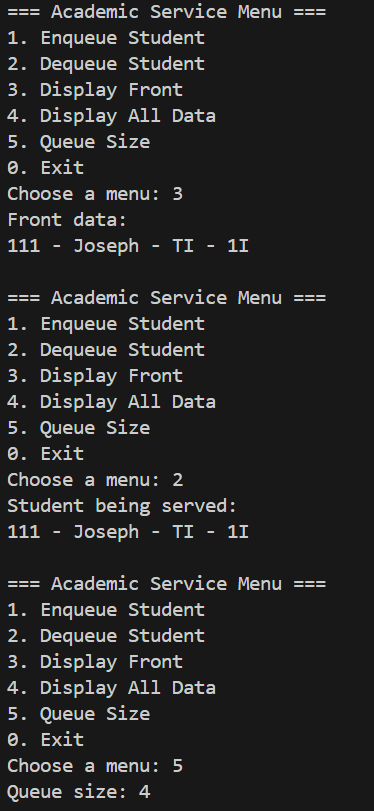 === Academic Service Menu ===
1. Enqueue Student
2. Dequeue Student
3. Display Front
4. Display All Data
5. Queue Size
0. Exit
Choose a menu: 3
Front data:
111 - Joseph - TI - 1I

=== Academic Service Menu ===
1. Enqueue Student
2. Dequeue Student
3. Display Front
4. Display All Data
5. Queue Size
0. Exit
Choose a menu: 2
Student being served:
111 - Joseph - TI - 1I

=== Academic Service Menu ===
1. Enqueue Student
2. Dequeue Student
3. Display Front
4. Display All Data
5. Queue Size
0. Exit
Choose a menu: 5
Queue size: 4